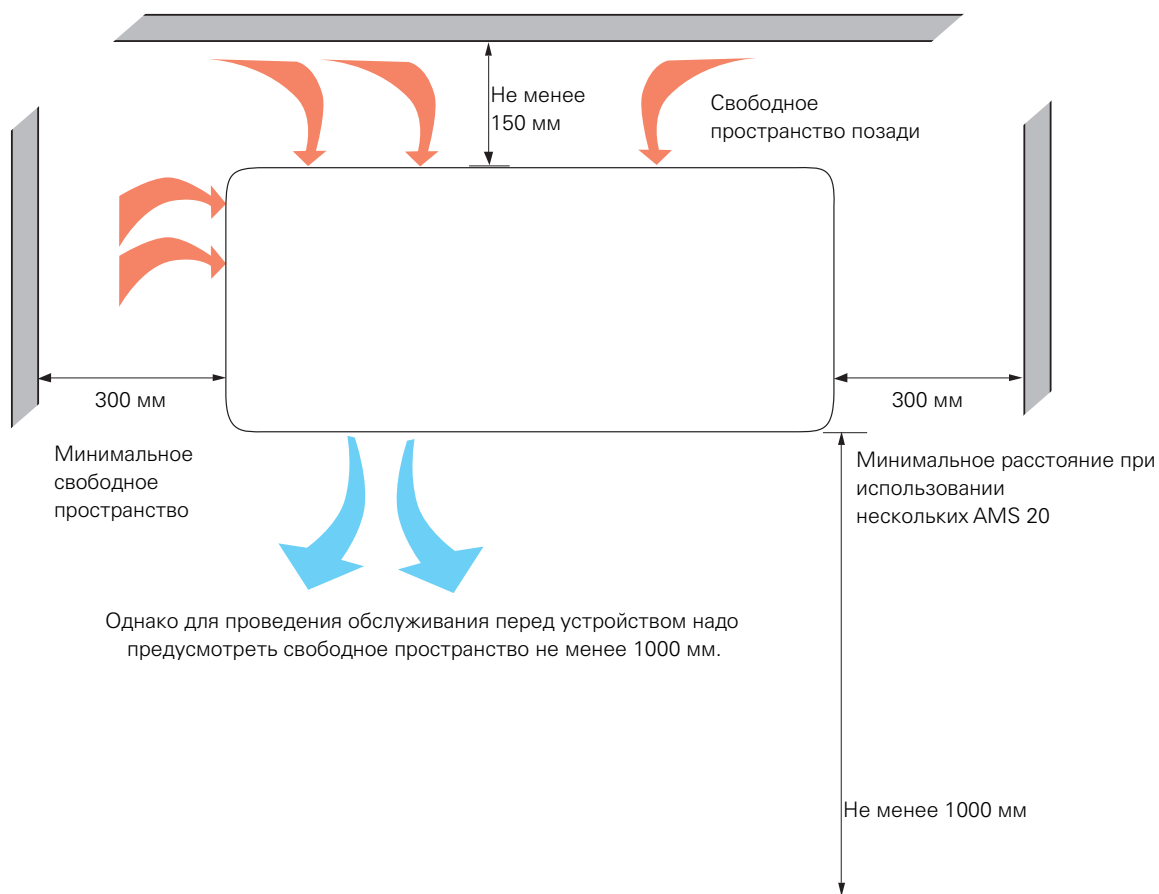 Не менее
150 мм
Свободное
пространство позади
300 мм
300 мм
Минимальное
свободное
пространство
Минимальное расстояние при
использовании
нескольких AMS 20
Однако для проведения обслуживания перед устройством надо
предусмотреть свободное пространство не менее 1000 мм.
Не менее 1000 мм